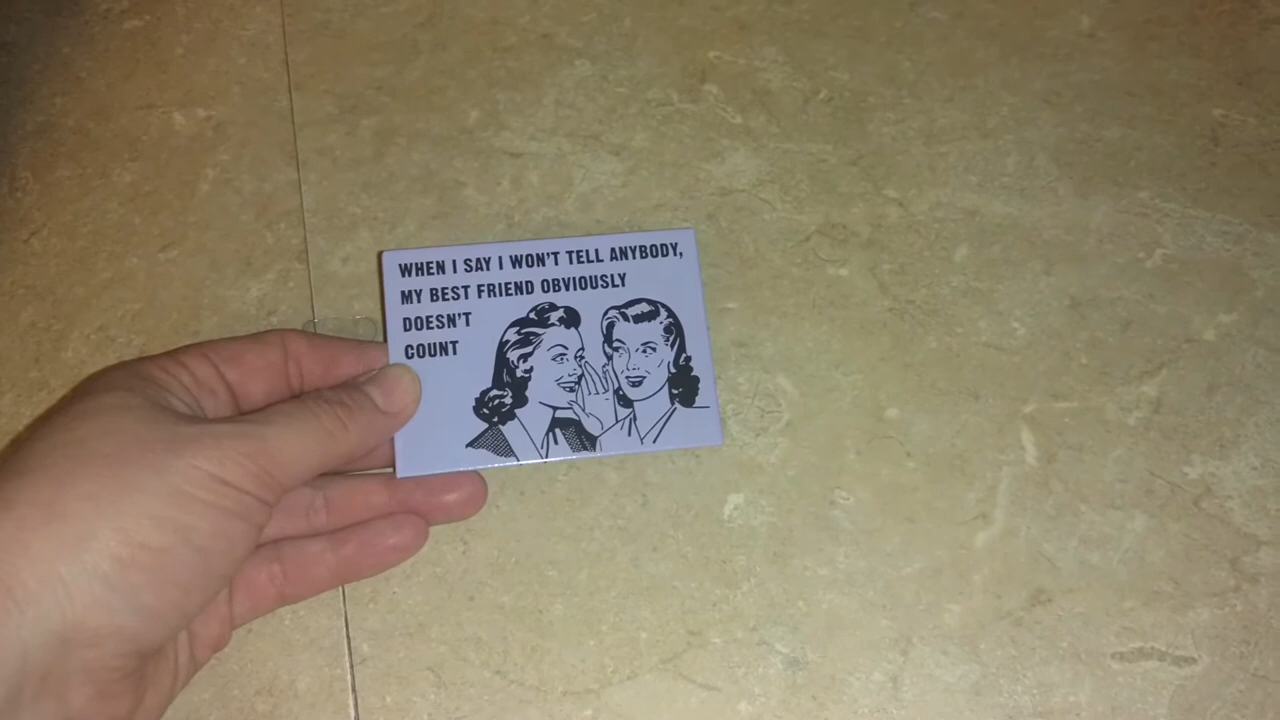 WHEN I SAY I WON'T TELL ANYBODY,
MY BEST FRIEND OBVIOUSLY
DOESN'T
COUNT